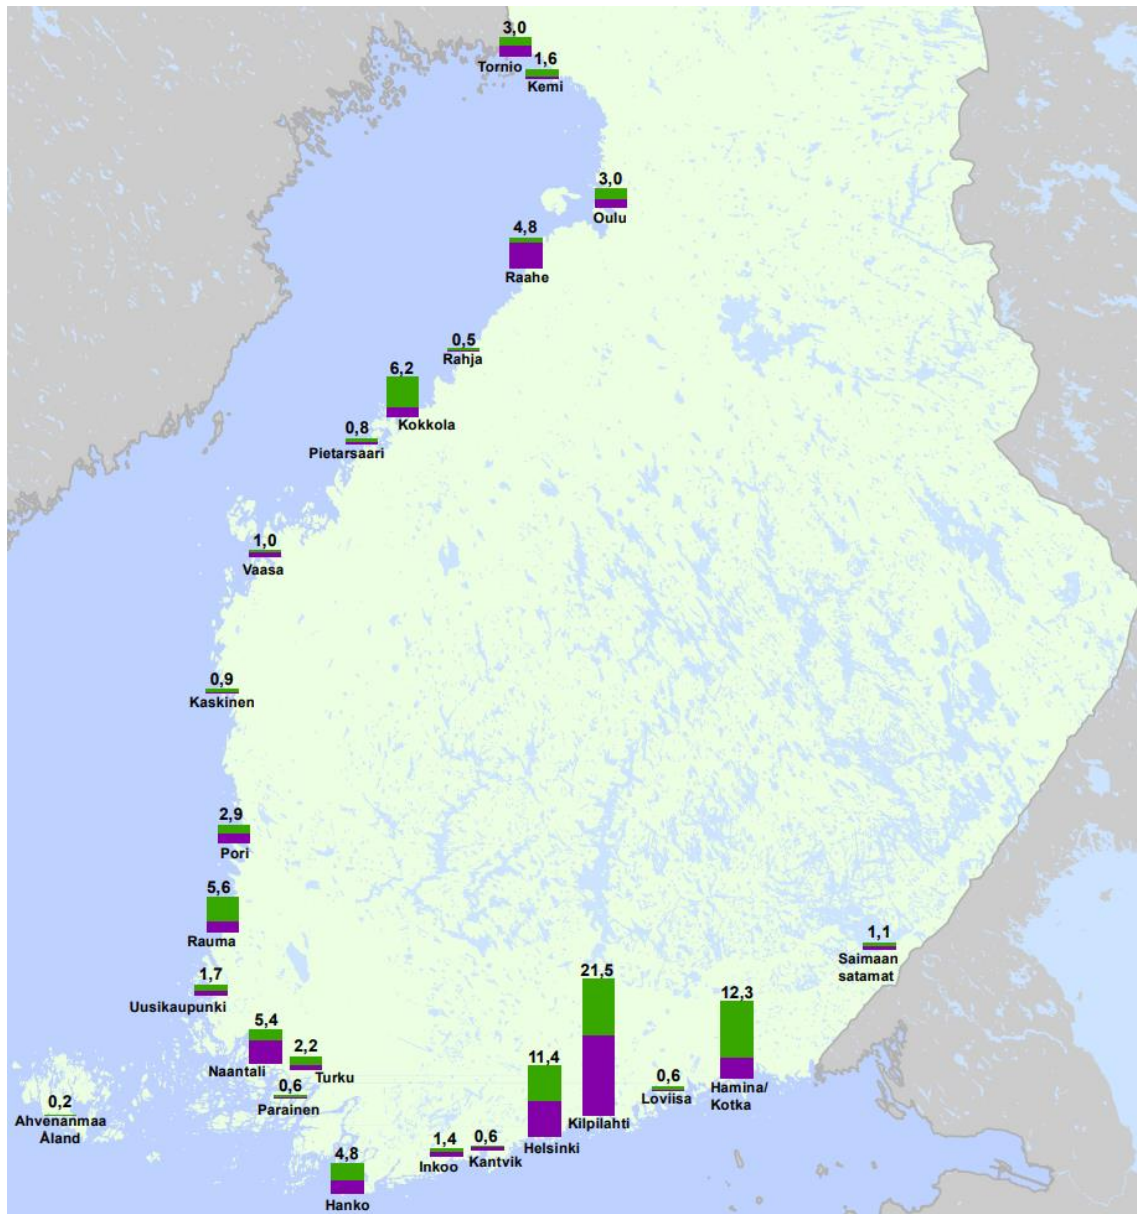 3,0
Tornio
1,6
Kemi
3,0
Oulu
4,8
Raahe
0,5
Rahja
6,2
Kokkola
0,8
Pietarsaari
1,0
Vaasa
0,9
Kaskinen
2,9
Pori
5,6
Rauma
1,1
Saimaan
satamat
1,7
Uusikaupunki
21,5
Kilpilahti
12,3
Hamina/
Kotka
5,4
Naantali
2,2
Turku
11,4
Helsinki
0,6
Loviisa
0,6
Parainen
0,2
Ahvenanmaa
Åland
1,4
Inkoo
0,6
Kantvik
4,8
Hanko